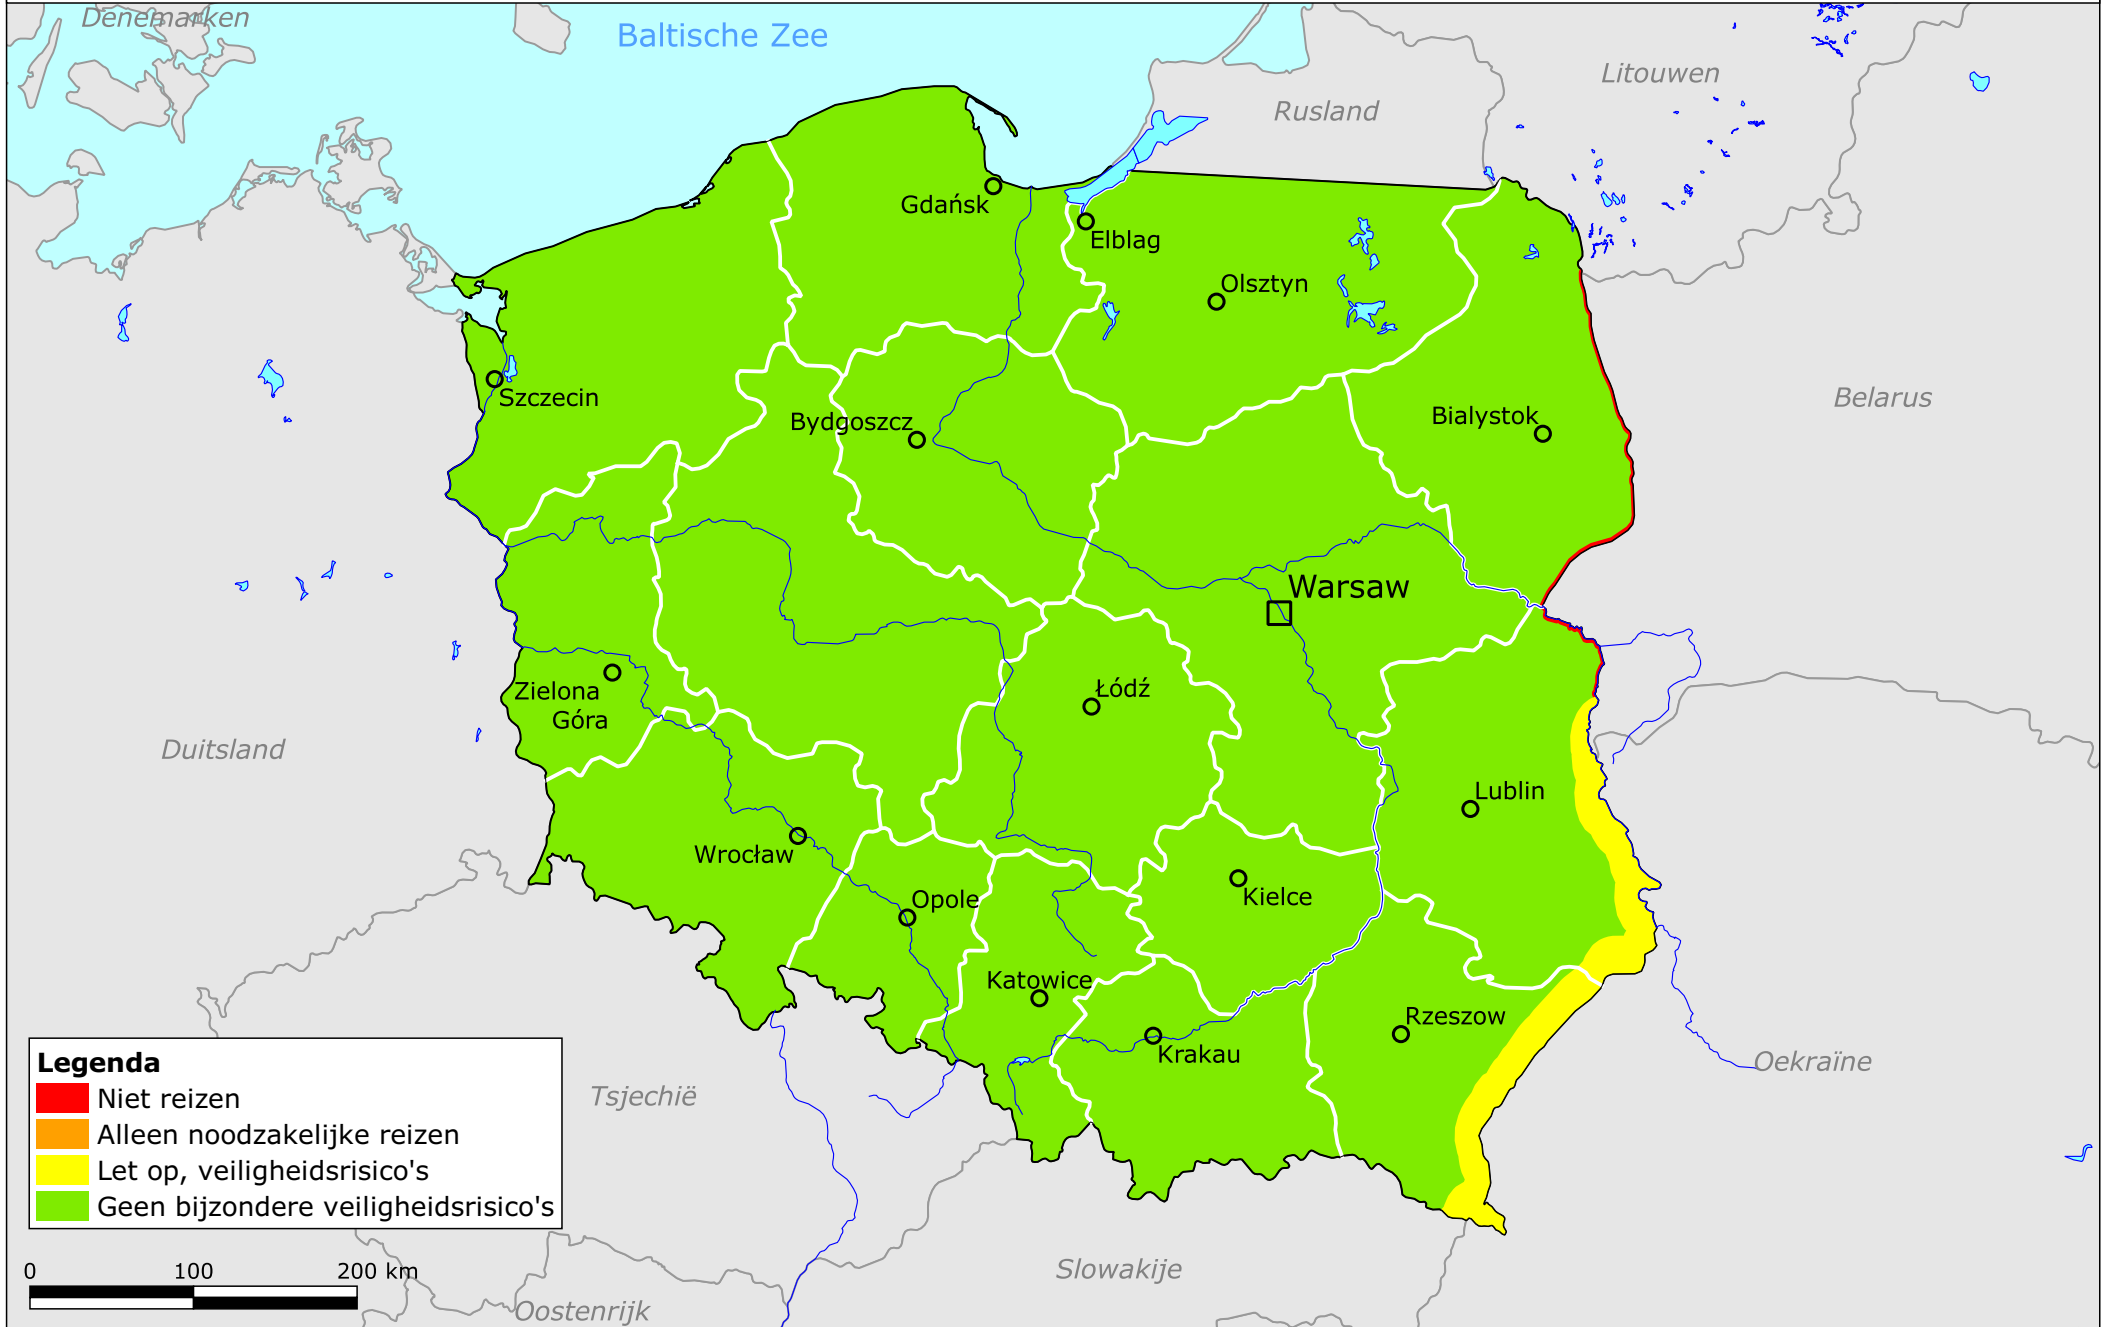 Denemarken
Baltische Zee
Litouwen
Rusland
Gdańsk
Elblag
Olsztyn
Szczecin
Belarus
Bydgoszcz
Bialystok
Warsaw
Zielona
Góra
Łódź
Duitsland
Lublin
Wrocław
Opole
Kielce
Katowice
Rzeszow
Krakau
Oekraïne
Tsjechië
Legenda
Niet reizen
Alleen noodzakelijke reizen
Let op, veiligheidsrisico's
Geen bijzondere veiligheidsrisico's
0 100 200 km
Slowakije
Oostenrijk